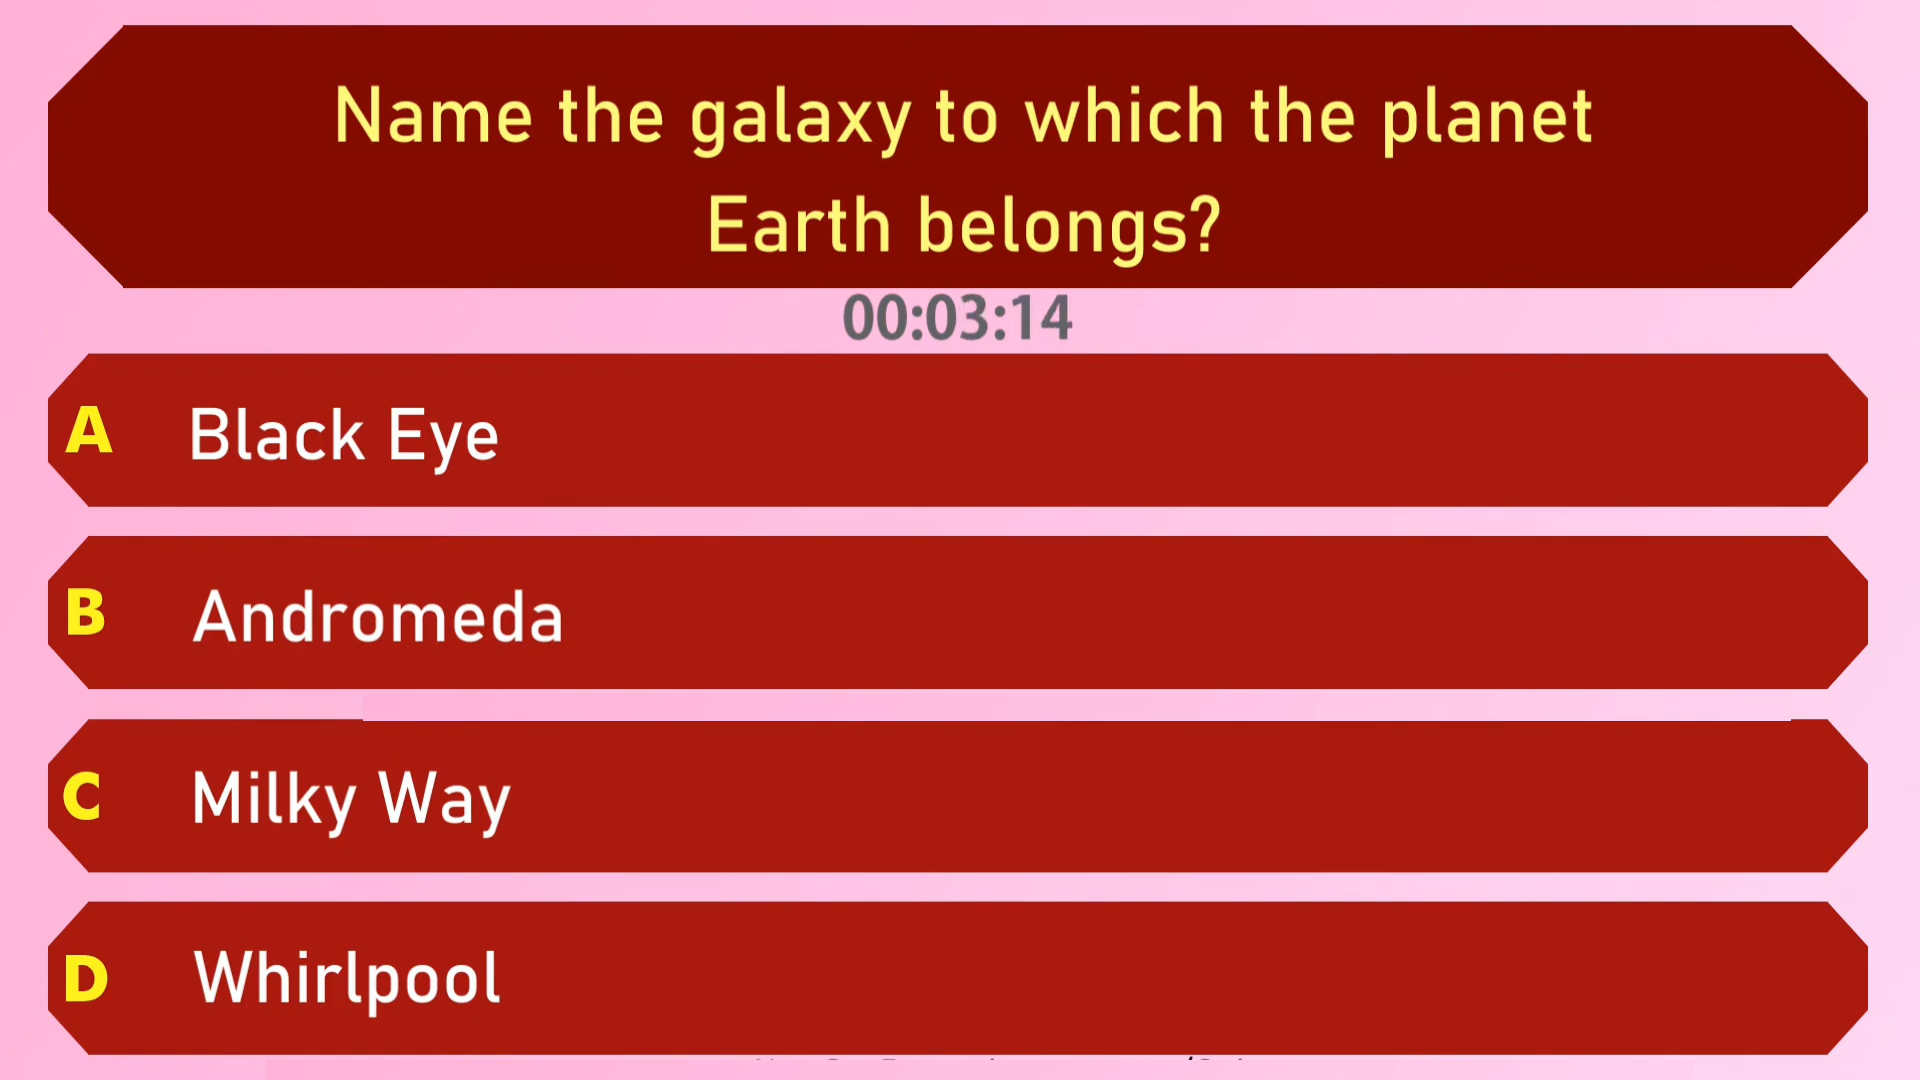 Name the galaxy to which the planet
Earth belongs?
00:03:14
A Black Eye
B Andromeda
C Milky Way
D Whirlpool